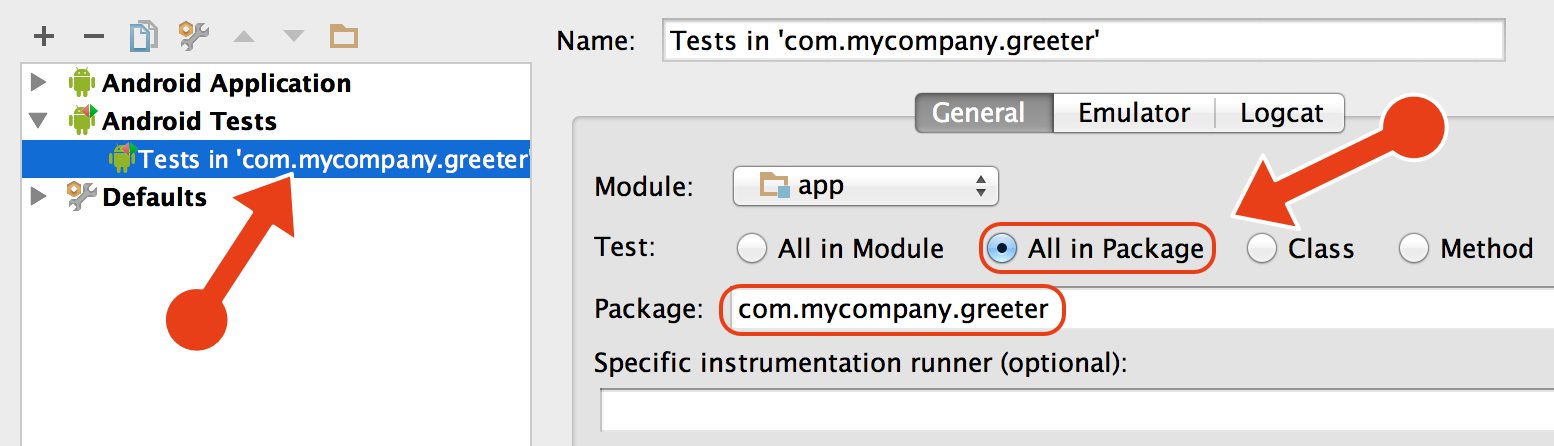 Name: Tests in 'com.mycompany.greeter'
Android Application
Android Tests
Tests in 'com.mycompany.greeter'
Defaults
General Emulator Logcat
Module: app
Test: All in Module All in Package Class Method
Package: com.mycompany.greeter
Specific instrumentation runner (optional):